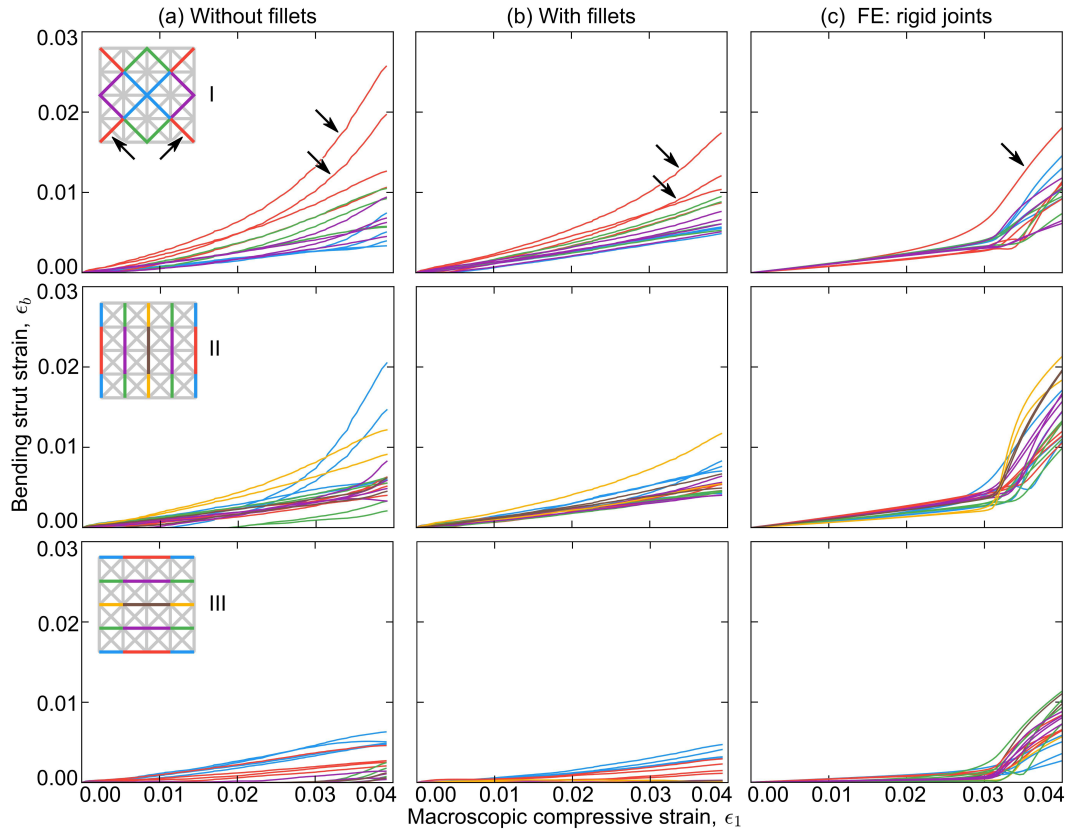 (a) Without fillets
(b) With fillets
(c) FE: rigid joints
0.03
0.02
0.01
0.00
I
0.03
0.02
0.01
0.00
II
0.03
0.02
0.01
0.00
III
Bending strut strain, ϵb
0.00 0.01 0.02 0.03 0.04
0.00 0.01 0.02 0.03 0.04
0.00 0.01 0.02 0.03 0.04
Macroscopic compressive strain, ϵ1